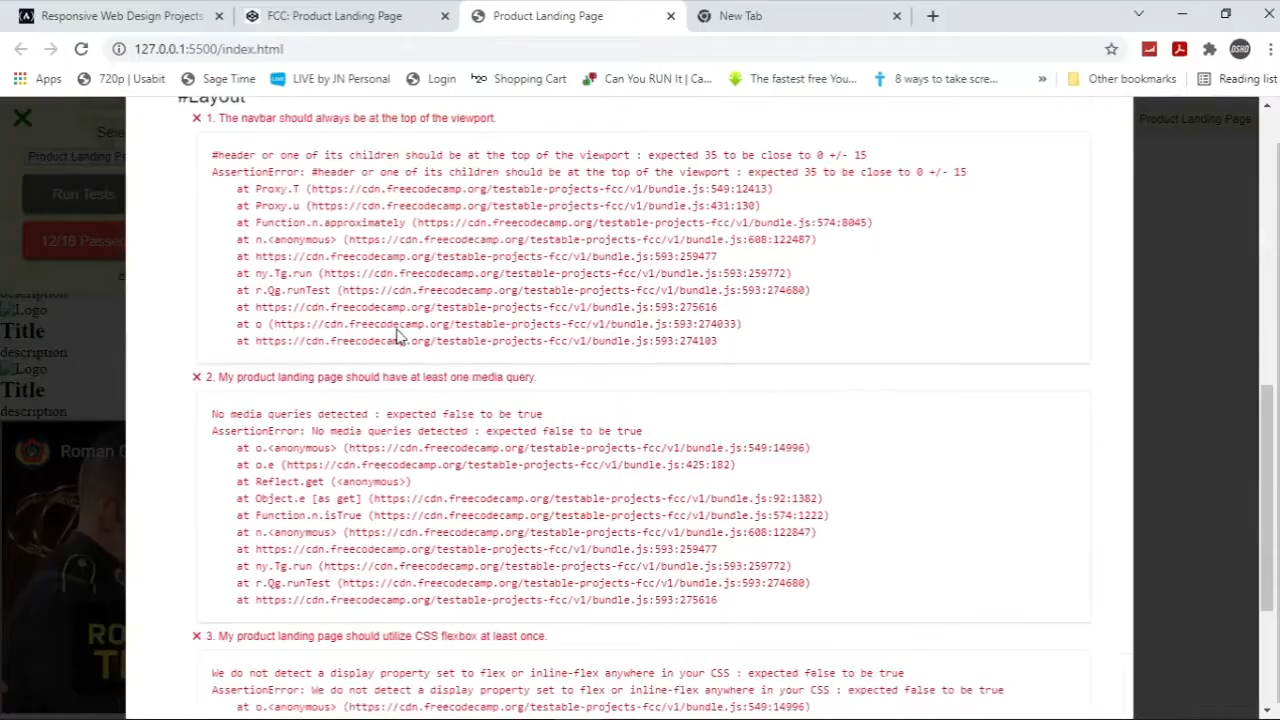 Responsive Web Design Projects
FCC: Product Landing Page
Product Landing Page
New Tab
127.0.0.1:5500/index.html
OSHO
Apps
720p | Usabit
Sage Time
LIVE by JN Personal
Login
Shopping Cart
Can You RUN It | Ca...
The fastest free You...
8 ways to take scre...
»
Other bookmarks
Reading list
#Layout
Product Landing Page
Sele
Product Landing Pa
Run Tests
12/16 Passed
Logo
Title
description
Logo
Title
description
Roman
RO
1. The navbar should always be at the top of the viewport.
#header or one of its children should be at the top of the viewport : expected 35 to be close to 0 +/- 15
AssertionError: #header or one of its children should be at the top of the viewport : expected 35 to be close to 0 +/- 15
at Proxy.T (https://cdn.freecodecamp.org/testable-projects-fcc/v1/bundle.js:549:12413)
at Proxy.u (https://cdn.freecodecamp.org/testable-projects-fcc/v1/bundle.js:431:130)
at Function.n.approximately (https://cdn.freecodecamp.org/testable-projects-fcc/v1/bundle.js:574:8045)
at n.<anonymous> (https://cdn.freecodecamp.org/testable-projects-fcc/v1/bundle.js:608:122487)
at https://cdn.freecodecamp.org/testable-projects-fcc/v1/bundle.js:593:259477
at ny.Tg.run (https://cdn.freecodecamp.org/testable-projects-fcc/v1/bundle.js:593:259772)
at r.Qg.runTest (https://cdn.freecodecamp.org/testable-projects-fcc/v1/bundle.js:593:274680)
at https://cdn.freecodecamp.org/testable-projects-fcc/v1/bundle.js:593:275616
at o (https://cdn.freecodecamp.org/testable-projects-fcc/v1/bundle.js:593:274033)
at https://cdn.freecodecamp.org/testable-projects-fcc/v1/bundle.js:593:274103
2. My product landing page should have at least one media query.
No media queries detected : expected false to be true
AssertionError: No media queries detected : expected false to be true
at o.<anonymous> (https://cdn.freecodecamp.org/testable-projects-fcc/v1/bundle.js:549:14996)
at o.e (https://cdn.freecodecamp.org/testable-projects-fcc/v1/bundle.js:425:182)
at Reflect.get (<anonymous>)
at Object.e [as get] (https://cdn.freecodecamp.org/testable-projects-fcc/v1/bundle.js:92:1382)
at Function.n.isTrue (https://cdn.freecodecamp.org/testable-projects-fcc/v1/bundle.js:574:1222)
at n.<anonymous> (https://cdn.freecodecamp.org/testable-projects-fcc/v1/bundle.js:608:122847)
at https://cdn.freecodecamp.org/testable-projects-fcc/v1/bundle.js:593:259477
at ny.Tg.run (https://cdn.freecodecamp.org/testable-projects-fcc/v1/bundle.js:593:259772)
at r.Qg.runTest (https://cdn.freecodecamp.org/testable-projects-fcc/v1/bundle.js:593:274680)
at https://cdn.freecodecamp.org/testable-projects-fcc/v1/bundle.js:593:275616
3. My product landing page should utilize CSS flexbox at least once.
We do not detect a display property set to flex or inline-flex anywhere in your CSS : expected false to be true
AssertionError: We do not detect a display property set to flex or inline-flex anywhere in your CSS : expected false to be true
at o.<anonymous> (https://cdn.freecodecamp.org/testable-projects-fcc/v1/bundle.js:549:14996)